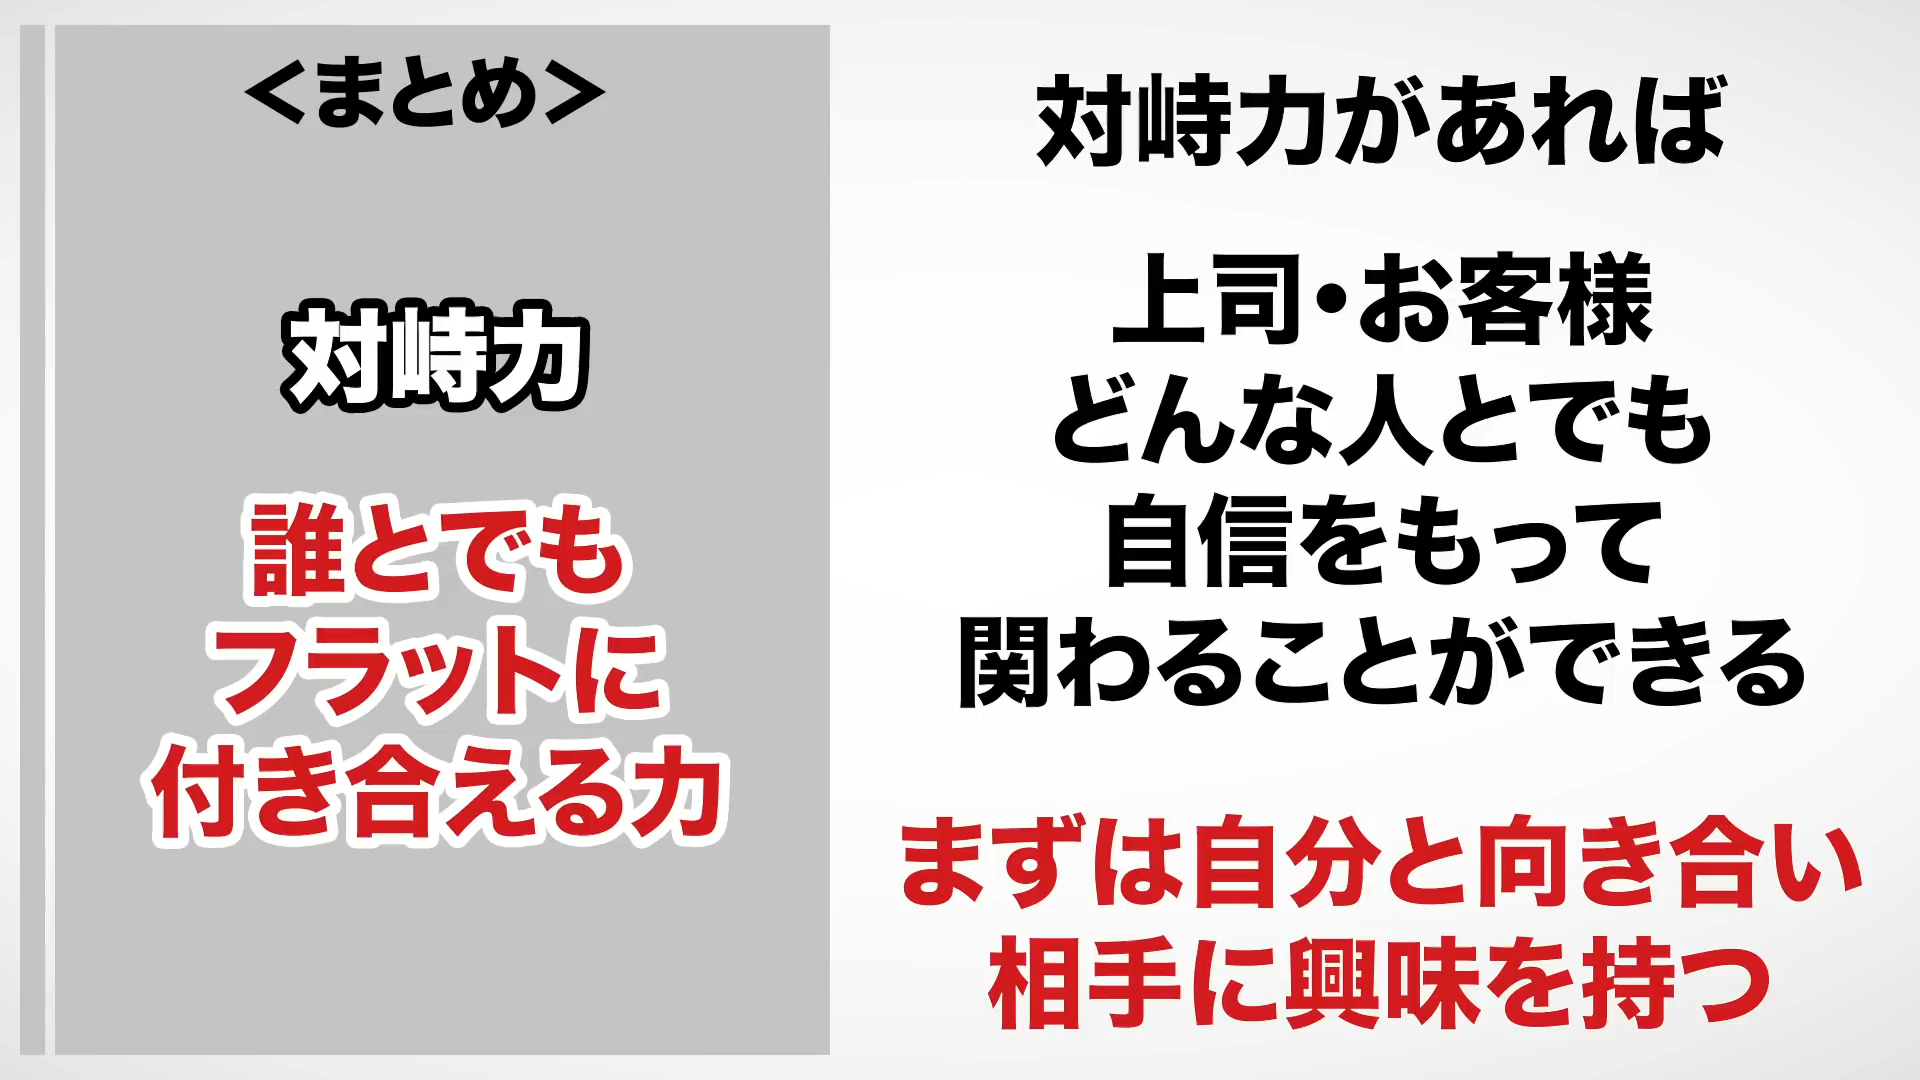 ＜まとめ＞
対峙力
誰とでも
フラットに
付き合える力
対峙力があれば
上司・お客様
どんな人とでも
自信をもって
関わることができる
まずは自分と向き合い
相手に興味を持つ